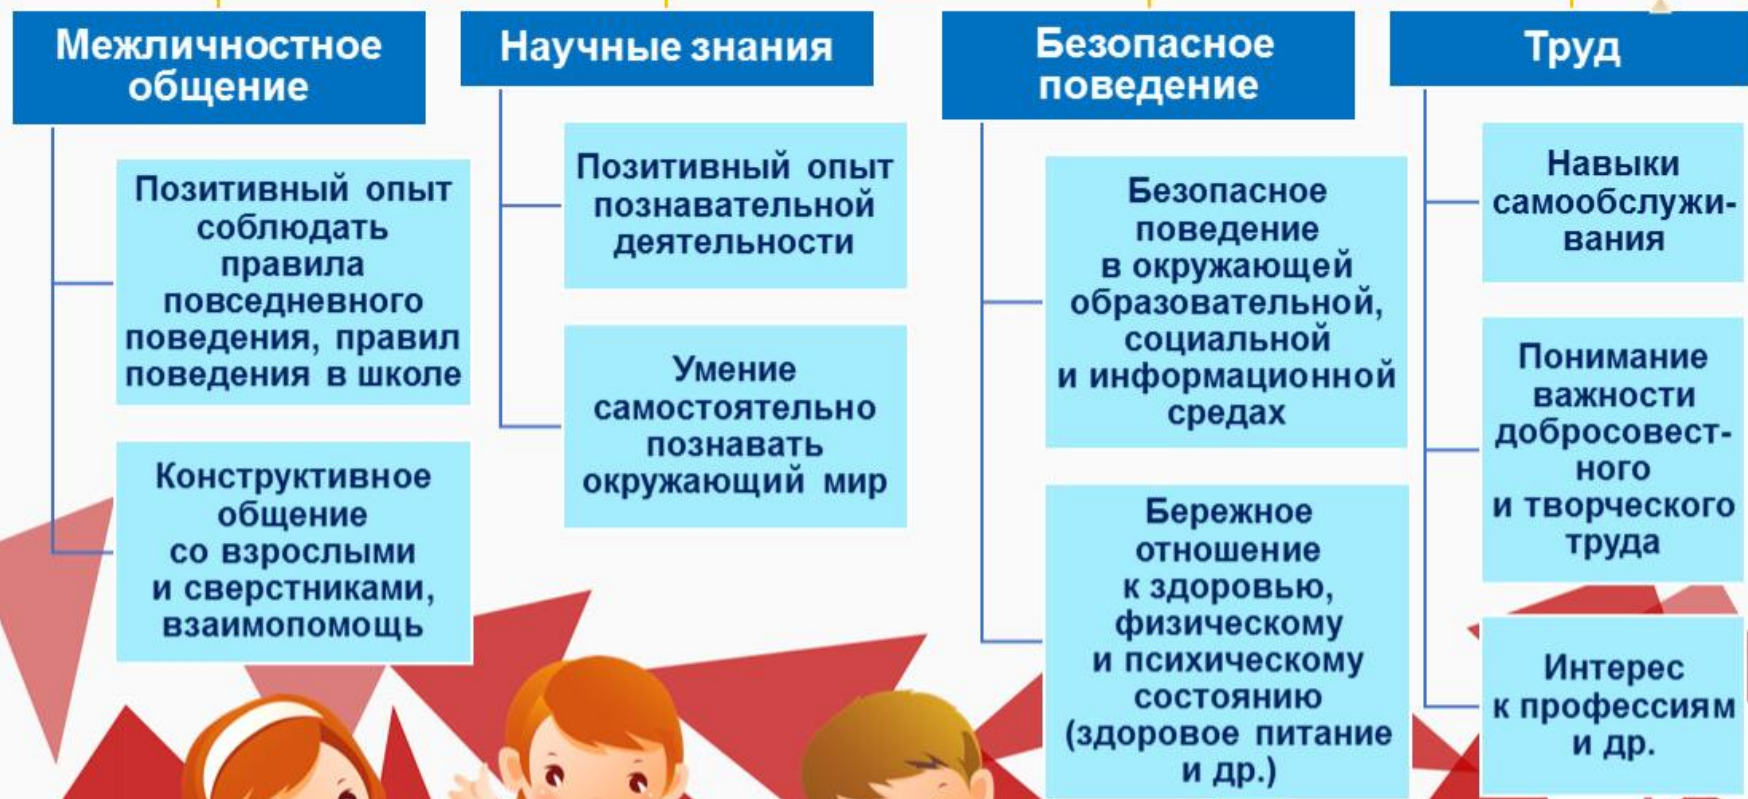 Межличностное
общение
Позитивный опыт
соблюдать
правила
повседневного
поведения, правил
поведения в школе
Конструктивное
общение
со взрослыми
и сверстниками,
взаимопомощь
Научные знания
Позитивный опыт
познавательной
деятельности
Умение
самостоятельно
познавать
окружающий мир
Безопасное
поведение
Безопасное
поведение
в окружающей
образовательной,
социальной
и информационной
средах
Бережное
отношение
к здоровью,
физическому
и психическому
состоянию
(здоровое питание
и др.)
Труд
Навыки
самообслужи-
вания
Понимание
важности
добросовест-
ного
и творческого
труда
Интерес
к профессиям
и др.